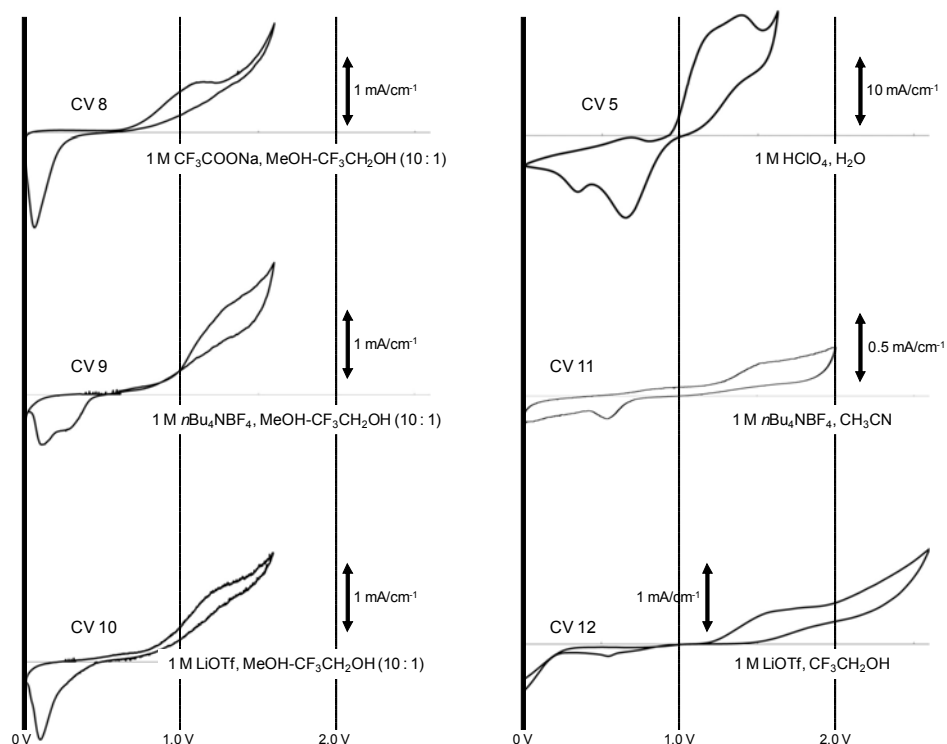 CV 8
1 mA/cm⁻¹
1 M CF₃COONa, MeOH-CF₃CH₂OH (10 : 1)
CV 9
1 mA/cm⁻¹
1 M nBu₄NBF₄, MeOH-CF₃CH₂OH (10 : 1)
CV 10
1 mA/cm⁻¹
1 M LiOTf, MeOH-CF₃CH₂OH (10 : 1)
0 V
1.0 V
2.0 V
CV 5
10 mA/cm⁻¹
1 M HClO₄, H₂O
CV 11
0.5 mA/cm⁻¹
1 M nBu₄NBF₄, CH₃CN
1 mA/cm⁻¹
CV 12
1 M LiOTf, CF₃CH₂OH
0 V
1.0 V
2.0 V